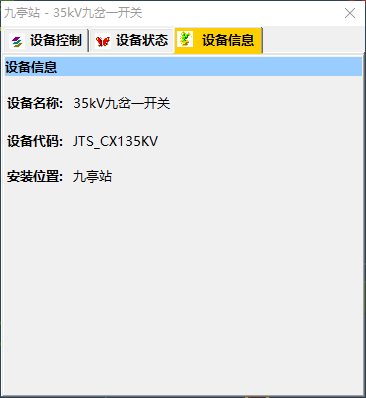 九亭站 - 35kV九岔一开关
设备控制 设备状态 设备信息
设备信息
设备名称: 35kV九岔一开关
设备代码: JTS_CX135KV
安装位置: 九亭站